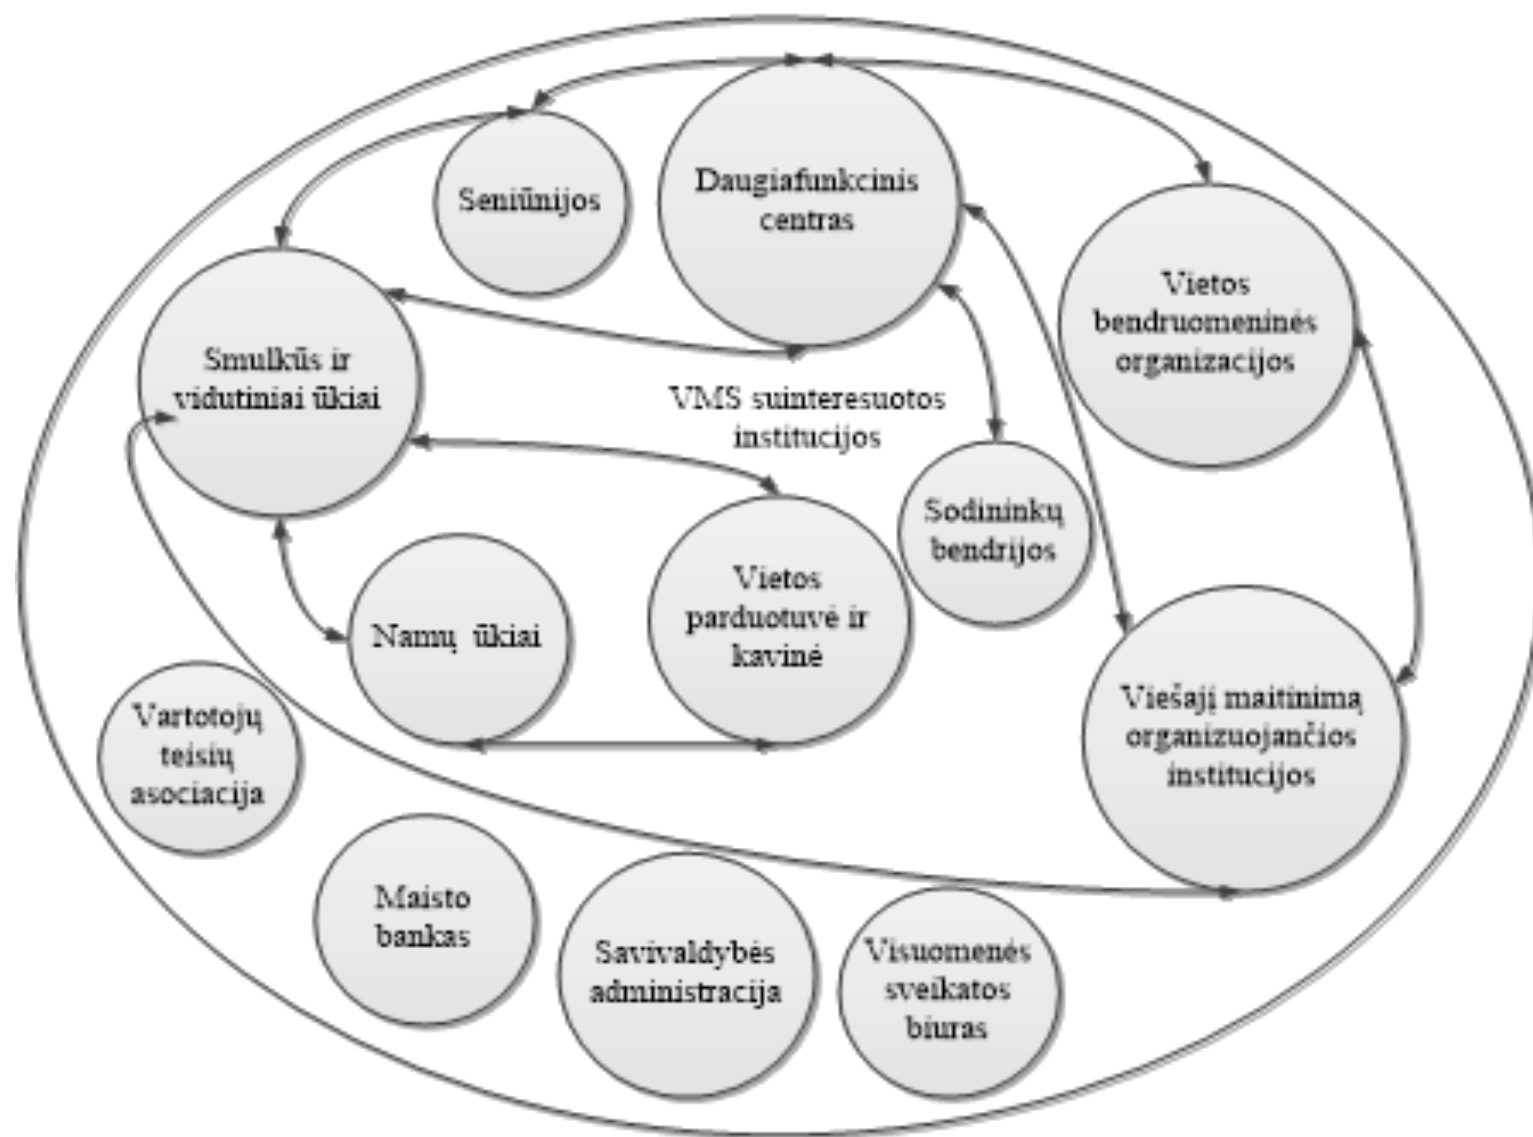 Seniūnijos
Daugiafunkcinis
centras
Vietos
bendruomeninės
organizacijos
Smulkūs ir
vidutiniai ūkiai
VMS suinteresuotos
institucijos
Sodininkų
bendrijos
Namų ūkiai
Vietos
parduotuvė ir
kavinė
Viešajį maitinimą
organizuojančios
institucijos
Vartotojų
teisių
asociacija
Maisto
bankas
Savivaldybės
administracija
Visuomenės
sveikatos
biuras